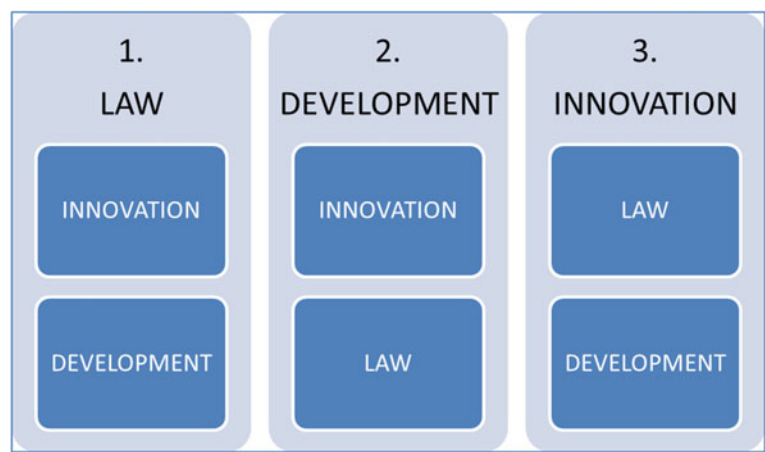 1.
LAW
INNOVATION
DEVELOPMENT
2.
DEVELOPMENT
INNOVATION
LAW
3.
INNOVATION
LAW
DEVELOPMENT